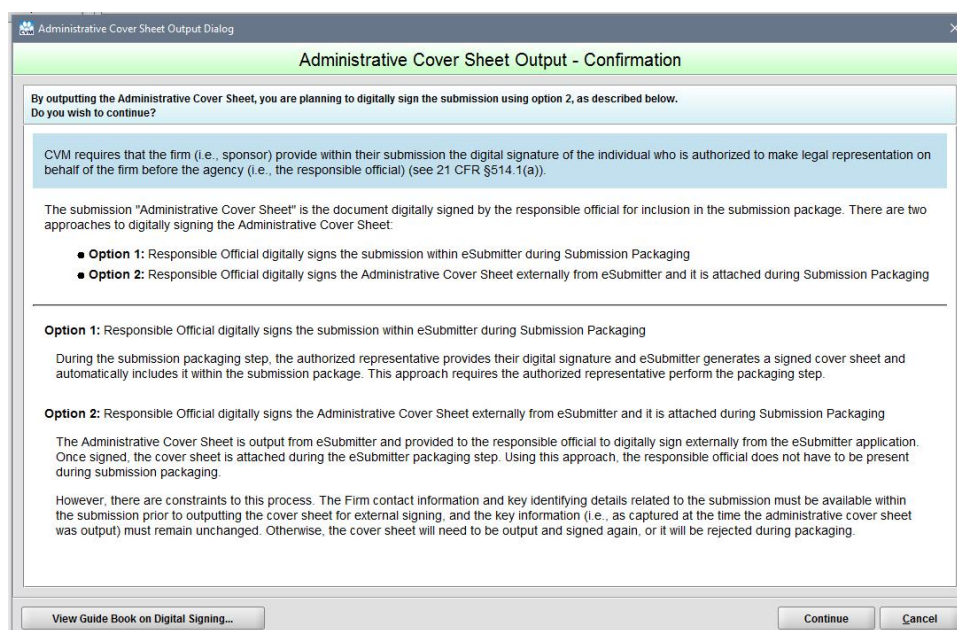 Administrative Cover Sheet Output Dialog
Administrative Cover Sheet Output - Confirmation
By outputting the Administrative Cover Sheet, you are planning to digitally sign the submission using option 2, as described below.
Do you wish to continue?
CVM requires that the firm (i.e., sponsor) provide within their submission the digital signature of the individual who is authorized to make legal representation on
behalf of the firm before the agency (i.e., the responsible official) (see 21 CFR §514.1(a)).
The submission "Administrative Cover Sheet" is the document digitally signed by the responsible official for inclusion in the submission package. There are two
approaches to digitally signing the Administrative Cover Sheet:
● Option 1: Responsible Official digitally signs the submission within eSubmitter during Submission Packaging
● Option 2: Responsible Official digitally signs the Administrative Cover Sheet externally from eSubmitter and it is attached during Submission Packaging
Option 1: Responsible Official digitally signs the submission within eSubmitter during Submission Packaging
During the submission packaging step, the authorized representative provides their digital signature and eSubmitter generates a signed cover sheet and
automatically includes it within the submission package. This approach requires the authorized representative perform the packaging step.
Option 2: Responsible Official digitally signs the Administrative Cover Sheet externally from eSubmitter and it is attached during Submission Packaging
The Administrative Cover Sheet is output from eSubmitter and provided to the responsible official to digitally sign externally from the eSubmitter application.
Once signed, the cover sheet is attached during the eSubmitter packaging step. Using this approach, the responsible official does not have to be present
during submission packaging.
However, there are constraints to this process. The Firm contact information and key identifying details related to the submission must be available within
the submission prior to outputting the cover sheet for external signing, and the key information (i.e., as captured at the time the administrative cover sheet
was output) must remain unchanged. Otherwise, the cover sheet will need to be output and signed again, or it will be rejected during packaging.
View Guide Book on Digital Signing... Continue Cancel